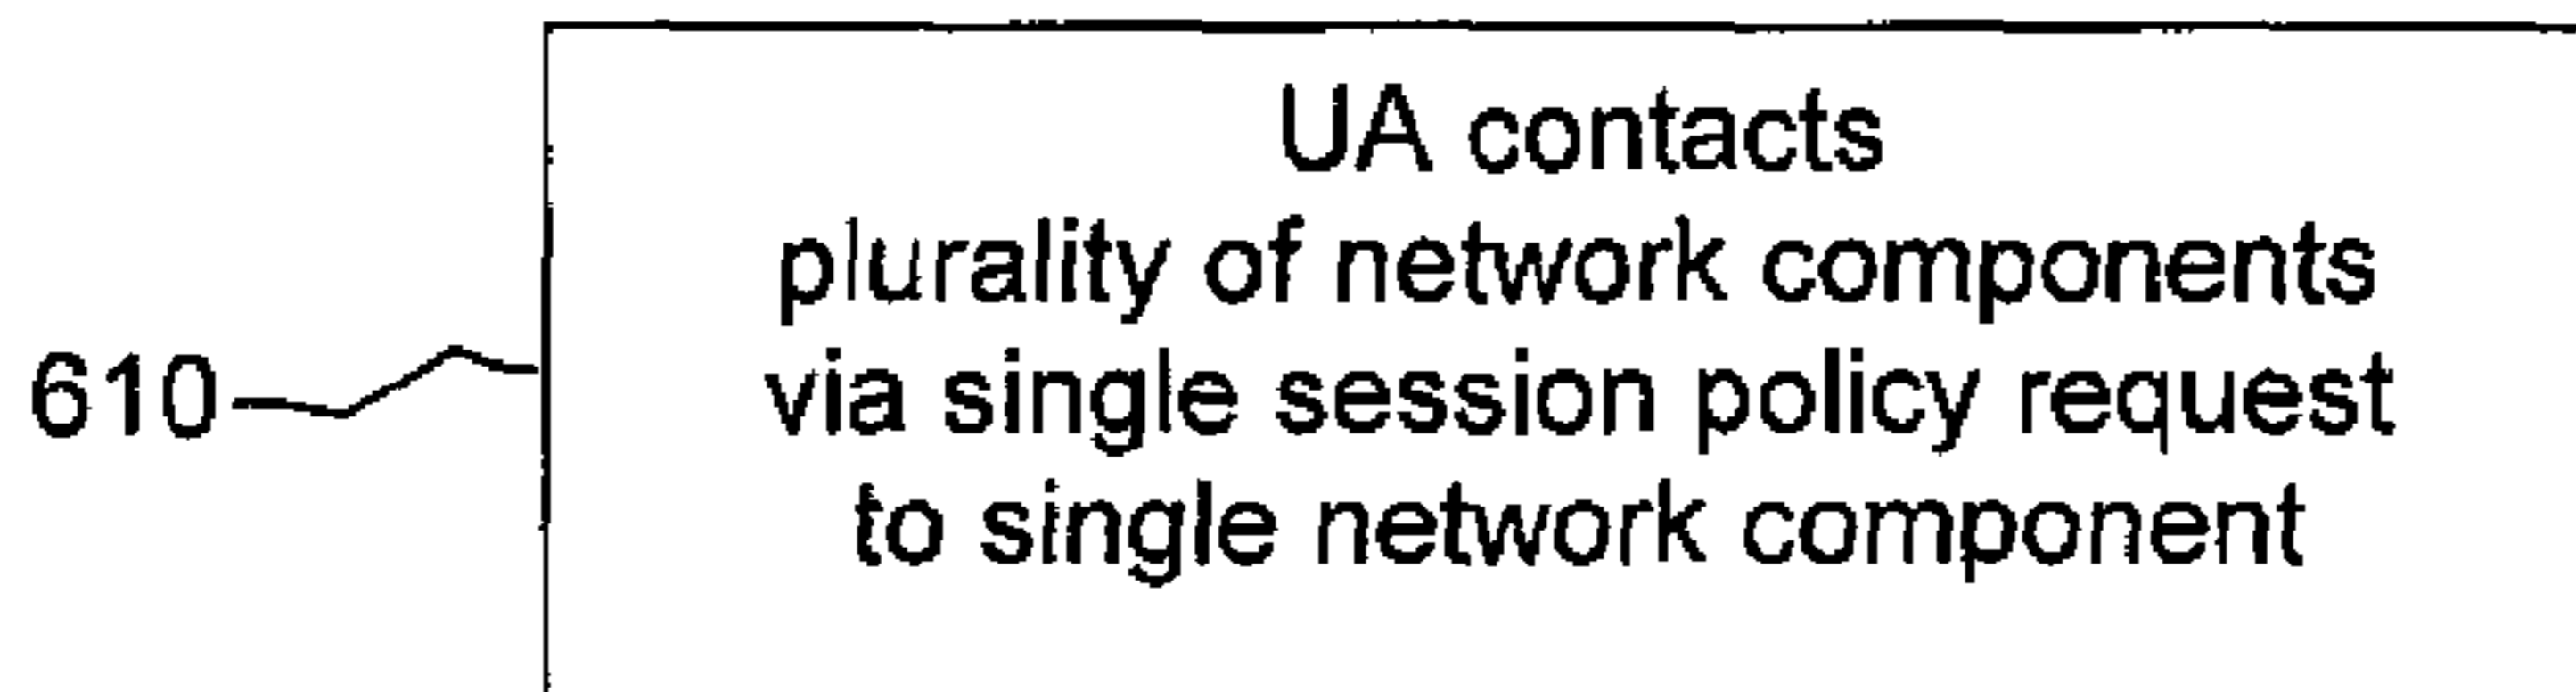 UA contacts
plurality of network components
via single session policy request
to single network component
610